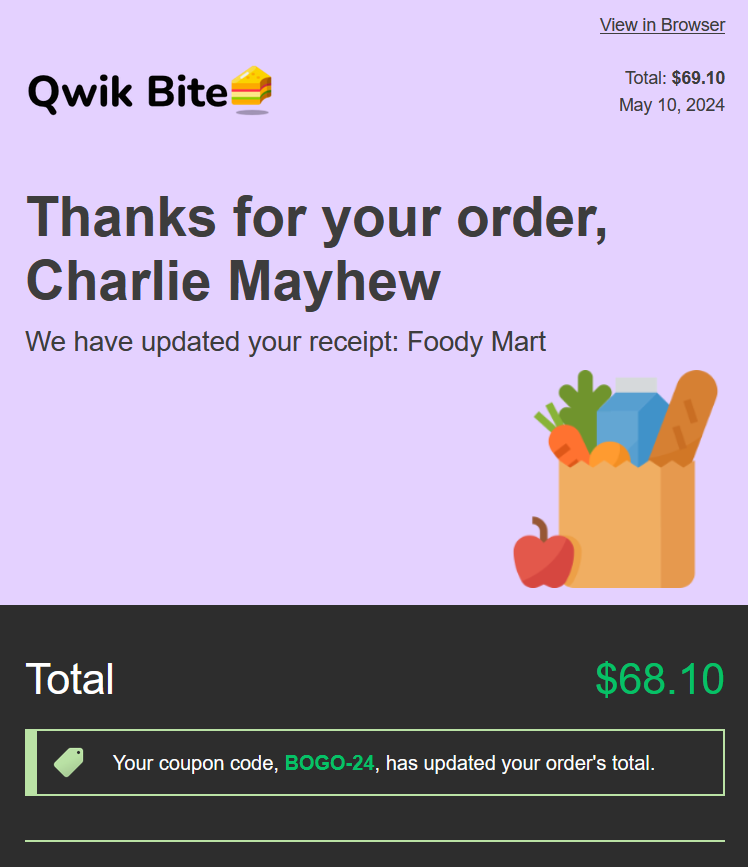 View in Browser
Qwik Bite
Total: $69.10
May 10, 2024
Thanks for your order,
Charlie Mayhew
We have updated your receipt: Foody Mart
Total $68.10
Your coupon code, BOGO-24, has updated your order's total.